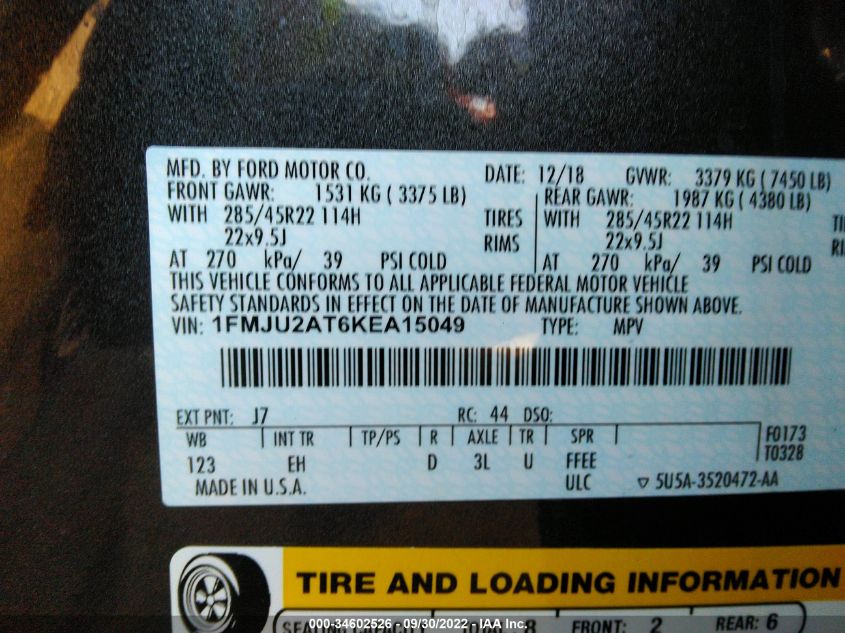 MFD. BY FORD MOTOR CO. DATE: 12/18 GVWR: 3379 KG ( 7450 LB)
FRONT GAWR: 1531 KG ( 3375 LB) REAR GAWR: 1987 KG ( 4380 LB)
WITH 285/45R22 114H TIRES WITH 285/45R22 114H
22x9.5J RIMS 22x9.5J
AT 270 kPa/ 39 PSI COLD AT 270 kPa/ 39 PSI COLD
THIS VEHICLE CONFORMS TO ALL APPLICABLE FEDERAL MOTOR VEHICLE
SAFETY STANDARDS IN EFFECT ON THE DATE OF MANUFACTURE SHOWN ABOVE.
VIN: 1FMJU2AT6KEA15049 TYPE: MPV
EXT PNT: J7 RC: 44 DSO:
WB INT TR TP/PS R AXLE TR SPR F0173
123 EH D 3L U FFEE T0328
MADE IN U.S.A. ULC ▽ 5U5A-3520472-AA
TIRE AND LOADING INFORMATION
SEATING CAPACITY 8 FRONT: 2 REAR: 6
000-34602526 - 09/30/2022 - IAA Inc.